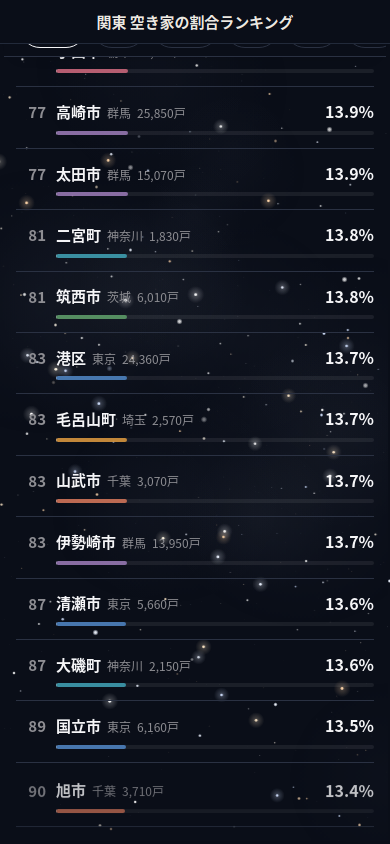 関東 空き家の割合ランキング
77 高崎市 群馬 25,850戸 13.9%
77 太田市 群馬 15,070戸 13.9%
81 二宮町 神奈川 1,830戸 13.8%
81 筑西市 茨城 6,010戸 13.8%
83 港区 東京 24,360戸 13.7%
83 毛呂山町 埼玉 2,570戸 13.7%
83 山武市 千葉 3,070戸 13.7%
83 伊勢崎市 群馬 13,950戸 13.7%
87 清瀬市 東京 5,660戸 13.6%
87 大磯町 神奈川 2,150戸 13.6%
89 国立市 東京 6,160戸 13.5%
90 旭市 千葉 3,710戸 13.4%